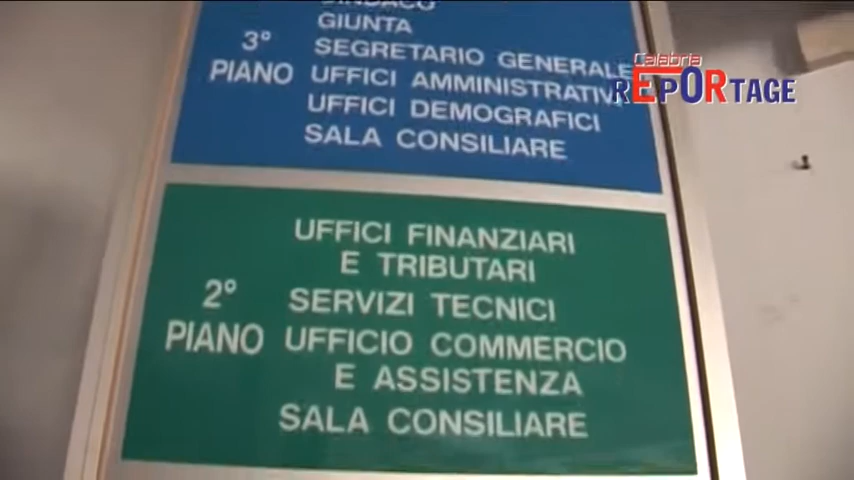 SINDACO
GIUNTA
3°
PIANO
SEGRETARIO GENERALE
UFFICI AMMINISTRATIVI
UFFICI DEMOGRAFICI
SALA CONSILIARE
Calabria
REPORTAGE
UFFICI FINANZIARI
E TRIBUTARI
2°
PIANO
SERVIZI TECNICI
UFFICIO COMMERCIO
E ASSISTENZA
SALA CONSILIARE